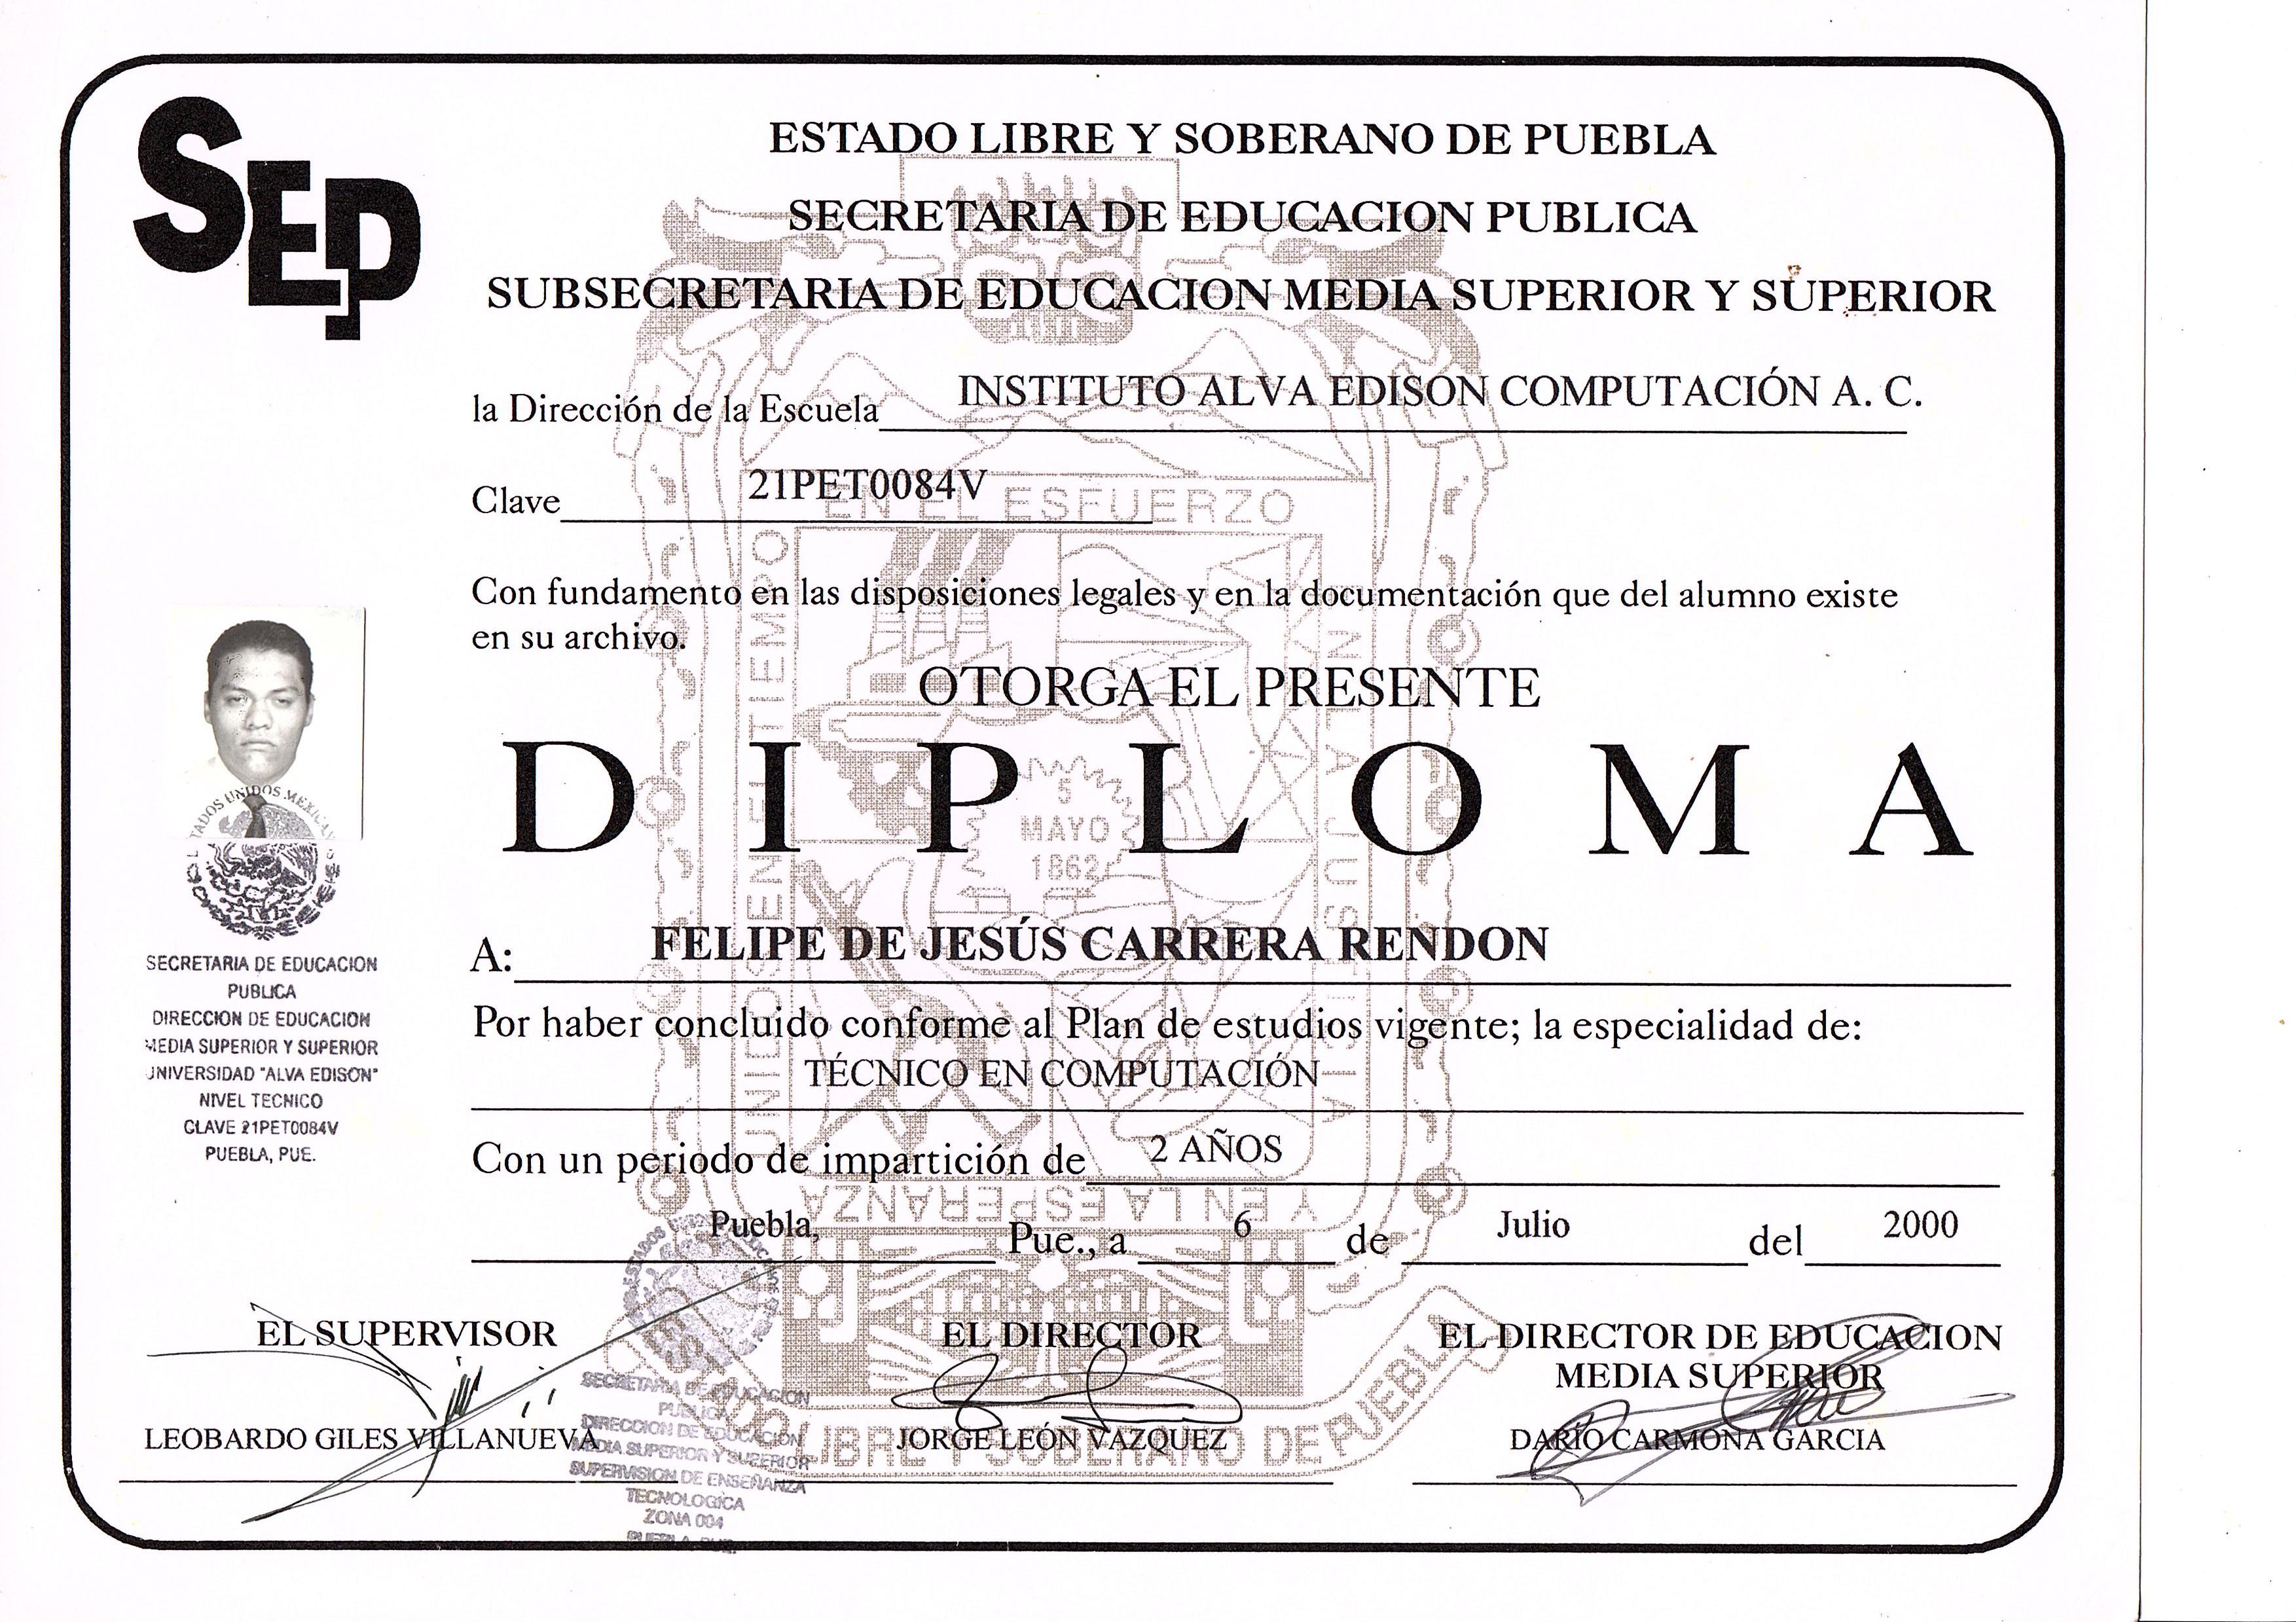 SEP
ESTADO LIBRE Y SOBERANO DE PUEBLA
SECRETARIA DE EDUCACION PUBLICA
SUBSECRETARIA DE EDUCACION MEDIA SUPERIOR Y SUPERIOR
la Dirección de la Escuela INSTITUTO ALVA EDISON COMPUTACIÓN A. C.
Clave 21PET0084V
Con fundamento en las disposiciones legales y en la documentación que del alumno existe
en su archivo.
OTORGA EL PRESENTE
DIPLOMA
A: FELIPE DE JESÚS CARRERA RENDON
Por haber concluido conforme al Plan de estudios vigente; la especialidad de:
TÉCNICO EN COMPUTACIÓN
Con un periodo de impartición de 2 AÑOS
Puebla, Pue., a 6 de Julio del 2000
EL SUPERVISOR
LEOBARDO GILES VILLANUEVA
EL DIRECTOR
JORGE LEÓN VAZQUEZ
EL DIRECTOR DE EDUCACION
MEDIA SUPERIOR
DARÍO CARMONA GARCIA
TADOS UNIDOS MEXICAN
SECRETARIA DE EDUCACION
PUBLICA
DIRECCION DE EDUCACION
MEDIA SUPERIOR Y SUPERIOR
UNIVERSIDAD "ALVA EDISON"
NIVEL TECNICO
CLAVE 21PET0084V
PUEBLA, PUE.
SECRETARIA DE EDUCACION
PUBLICA
DIRECCION DE EDUCACION
MEDIA SUPERIOR Y SUPERIOR
SUPERVISION DE ENSEÑANZA
TECNOLOGICA
ZONA 004
UNIDOS EN EL TIEMPO
EN EL ESFUERZO
EN LA JUSTICIA
Y EN LA ESPERANZA
5
MAYO
1862
LIBRE Y SOBERANO DE PUEBLA